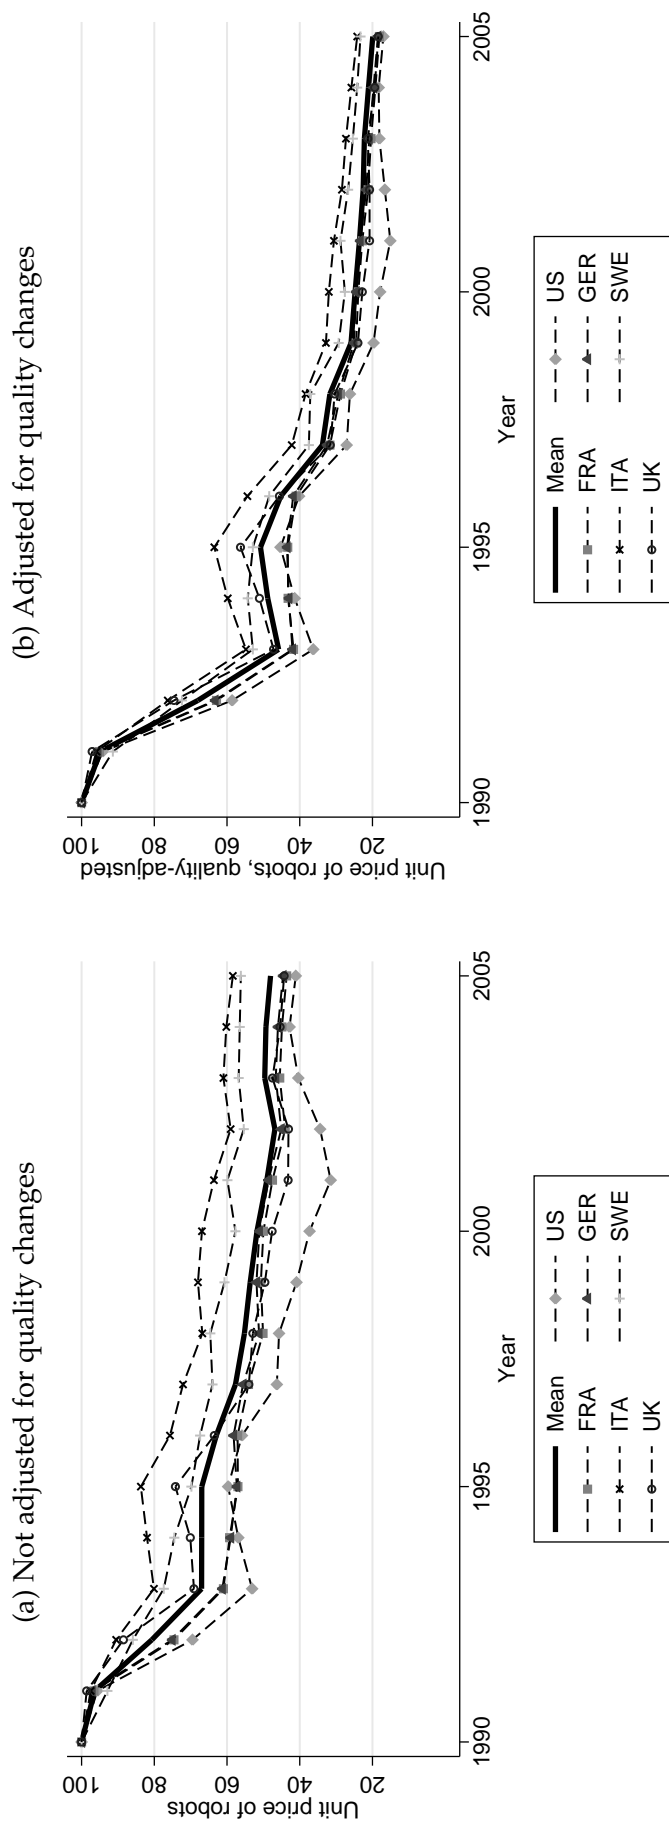 (a) Not adjusted for quality changes
Unit price of robots
100
80
60
40
20
1990
1995
2000
2005
Year
Mean
US
FRA
GER
ITA
SWE
UK
(b) Adjusted for quality changes
Unit price of robots, quality-adjusted
100
80
60
40
20
1990
1995
2000
2005
Year
Mean
US
FRA
GER
ITA
SWE
UK